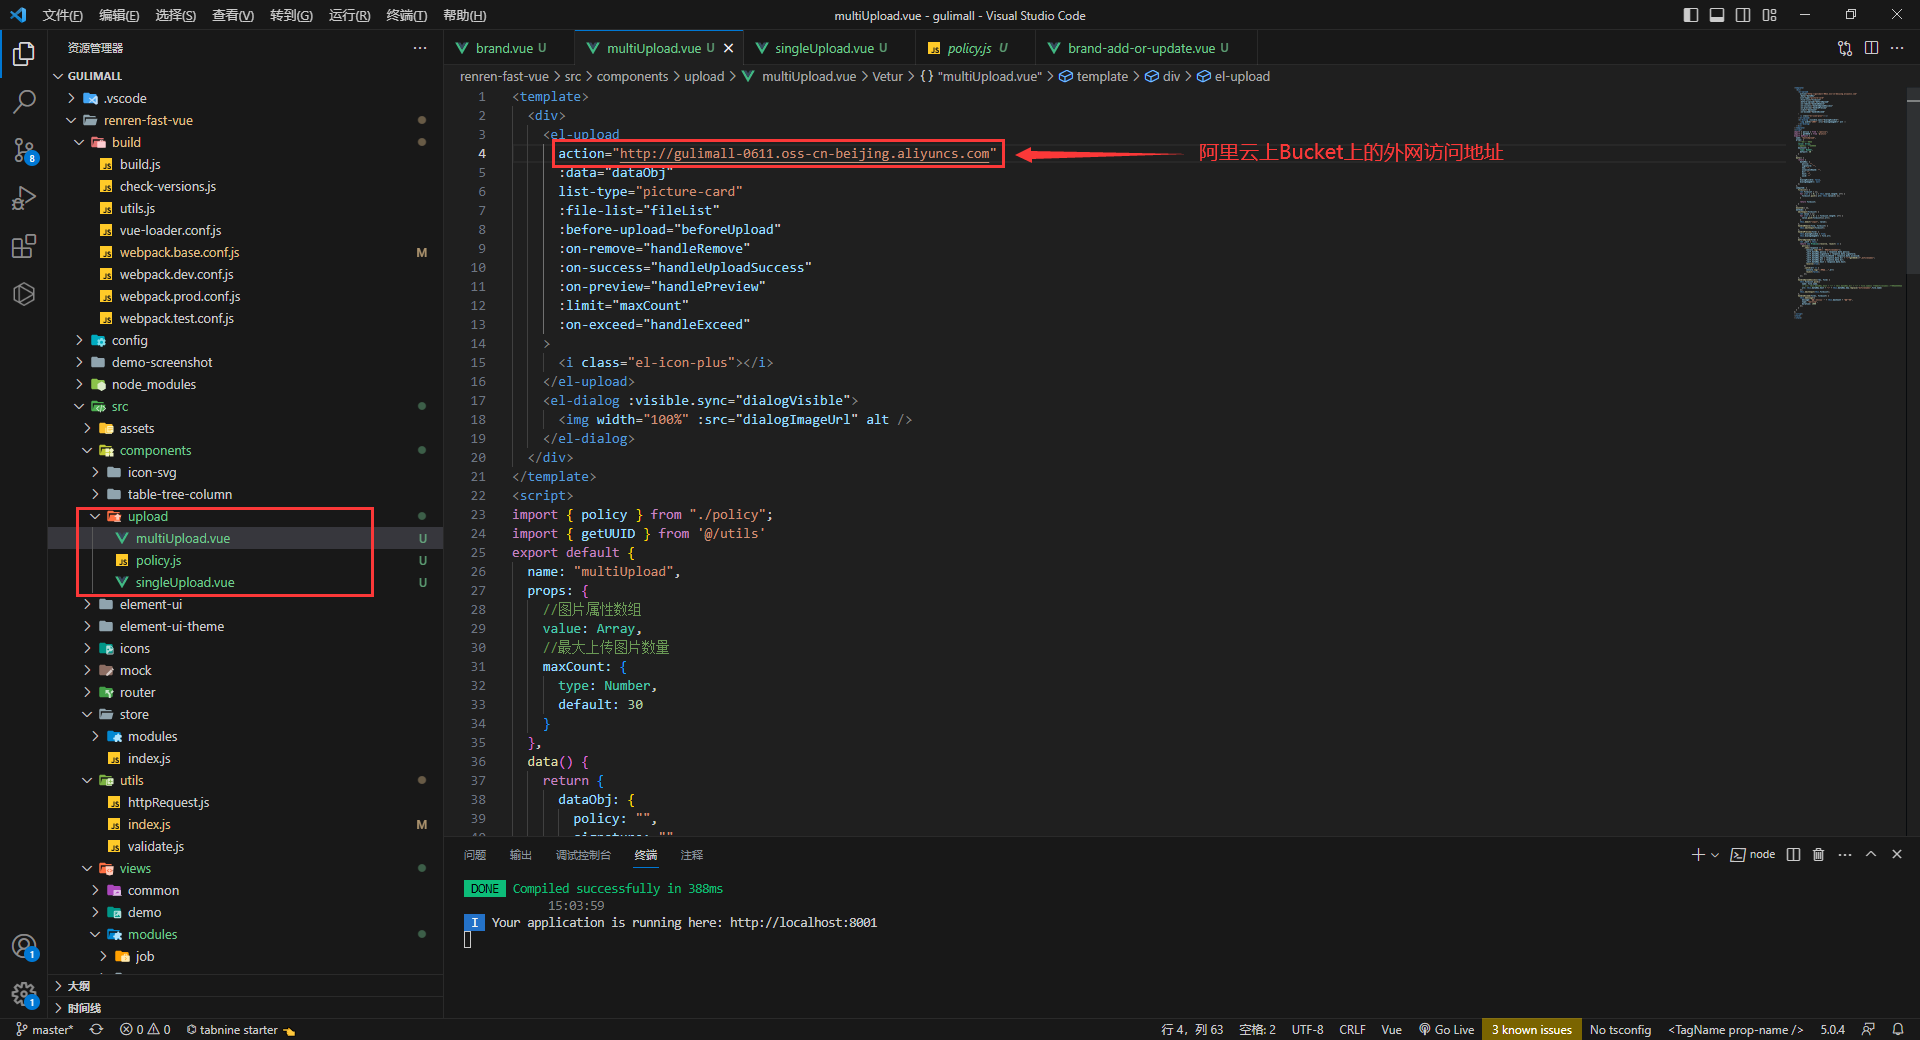 文件(F) 编辑(E) 选择(S) 查看(V) 转到(G) 运行(R) 终端(T) 帮助(H) multiUpload.vue - gulimall - Visual Studio Code
资源管理器
GULIMALL
.vscode
renren-fast-vue
build
build.js
check-versions.js
utils.js
vue-loader.conf.js
webpack.base.conf.js M
webpack.dev.conf.js
webpack.prod.conf.js
webpack.test.conf.js
config
demo-screenshot
node_modules
src
assets
components
icon-svg
table-tree-column
upload
multiUpload.vue U
policy.js U
singleUpload.vue U
element-ui
element-ui-theme
icons
mock
router
store
modules
index.js
utils
httpRequest.js
index.js M
validate.js
views
common
demo
modules
job
大纲
时间线
8
1
1
brand.vue U multiUpload.vue U singleUpload.vue U policy.js U brand-add-or-update.vue U
renren-fast-vue > src > components > upload > multiUpload.vue > Vetur > {} "multiUpload.vue" > template > div > el-upload
1 <template>
2 <div>
3 <el-upload
4 action="http://gulimall-0611.oss-cn-beijing.aliyuncs.com"
阿里云上Bucket上的外网访问地址
5 :data="dataObj"
6 list-type="picture-card"
7 :file-list="fileList"
8 :before-upload="beforeUpload"
9 :on-remove="handleRemove"
10 :on-success="handleUploadSuccess"
11 :on-preview="handlePreview"
12 :limit="maxCount"
13 :on-exceed="handleExceed"
14 >
15 <i class="el-icon-plus"></i>
16 </el-upload>
17 <el-dialog :visible.sync="dialogVisible">
18 <img width="100%" :src="dialogImageUrl" alt />
19 </el-dialog>
20 </div>
21 </template>
22 <script>
23 import { policy } from "./policy";
24 import { getUUID } from '@/utils'
25 export default {
26 name: "multiUpload",
27 props: {
28 //图片属性数组
29 value: Array,
30 //最大上传图片数量
31 maxCount: {
32 type: Number,
33 default: 30
34 }
35 },
36 data() {
37 return {
38 dataObj: {
39 policy: "",
问题 输出 调试控制台 终端 注释
node
DONE Compiled successfully in 388ms
15:03:59
I Your application is running here: http://localhost:8001
master* 0 0 tabnine starter 行 4, 列 63 空格: 2 UTF-8 CRLF Vue Go Live 3 known issues No tsconfig <TagName prop-name /> 5.0.4